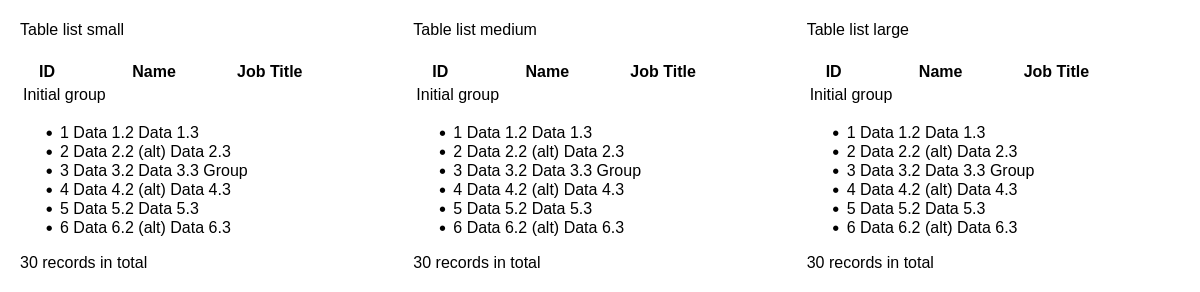 Table list small
ID Name Job Title
Initial group
1 Data 1.2 Data 1.3
2 Data 2.2 (alt) Data 2.3
3 Data 3.2 Data 3.3 Group
4 Data 4.2 (alt) Data 4.3
5 Data 5.2 Data 5.3
6 Data 6.2 (alt) Data 6.3
30 records in total
Table list medium
ID Name Job Title
Initial group
1 Data 1.2 Data 1.3
2 Data 2.2 (alt) Data 2.3
3 Data 3.2 Data 3.3 Group
4 Data 4.2 (alt) Data 4.3
5 Data 5.2 Data 5.3
6 Data 6.2 (alt) Data 6.3
30 records in total
Table list large
ID Name Job Title
Initial group
1 Data 1.2 Data 1.3
2 Data 2.2 (alt) Data 2.3
3 Data 3.2 Data 3.3 Group
4 Data 4.2 (alt) Data 4.3
5 Data 5.2 Data 5.3
6 Data 6.2 (alt) Data 6.3
30 records in total